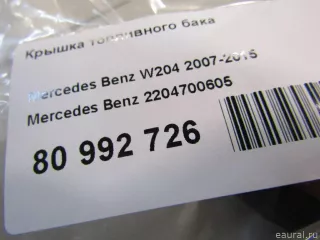 Крышка топливного бака
Mercedes Benz W204 2007-2015
Mercedes Benz 2204700605
80 992 726
eaural.ru